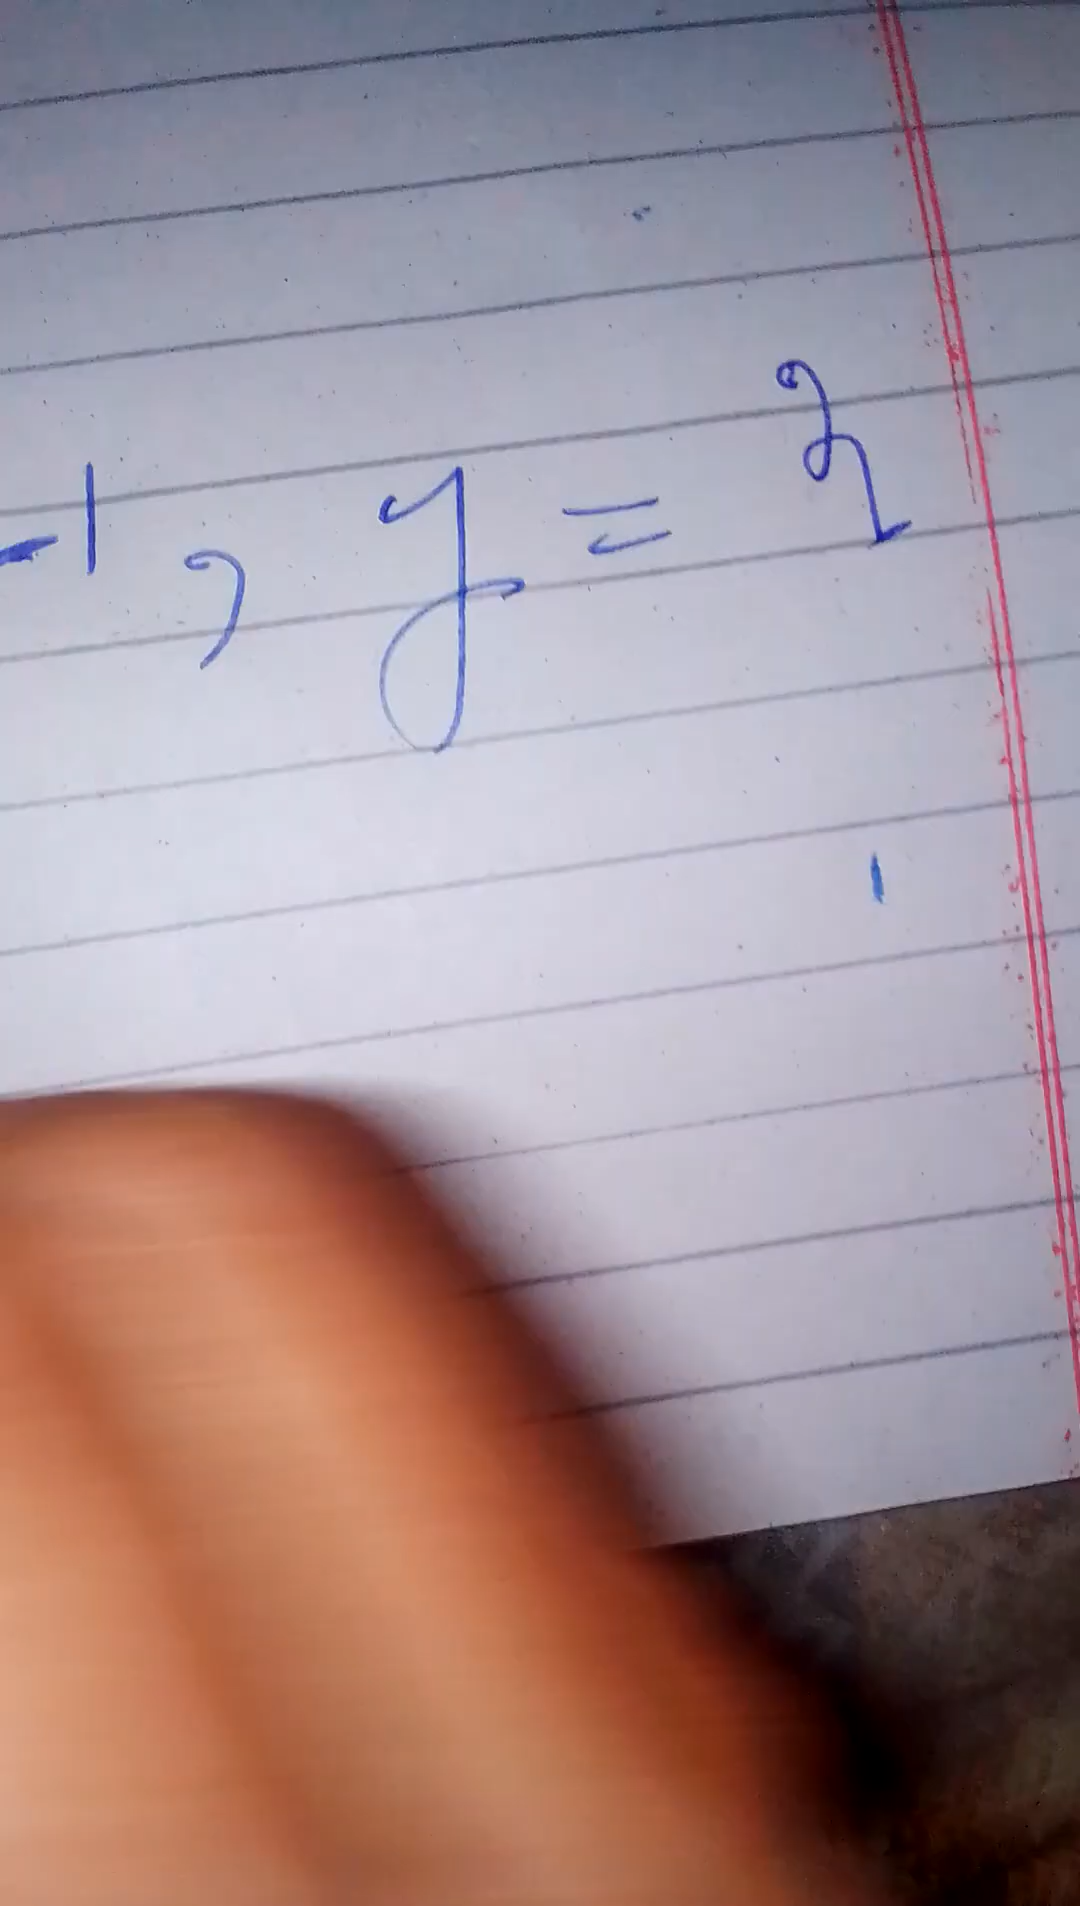 -1, y = 2